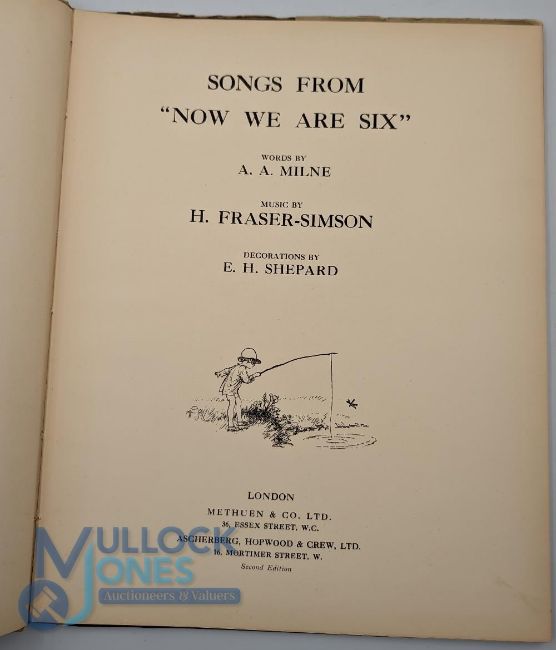 SONGS FROM
"NOW WE ARE SIX"
WORDS BY
A. A. MILNE
MUSIC BY
H. FRASER-SIMSON
DECORATIONS BY
E. H. SHEPARD
LONDON
METHUEN & CO. LTD.
36, ESSEX STREET, W.C.
ASCHERBERG, HOPWOOD & CREW, LTD.
16, MORTIMER STREET, W.
Second Edition
MULLOCK
JONES
Auctioneers & Valuers